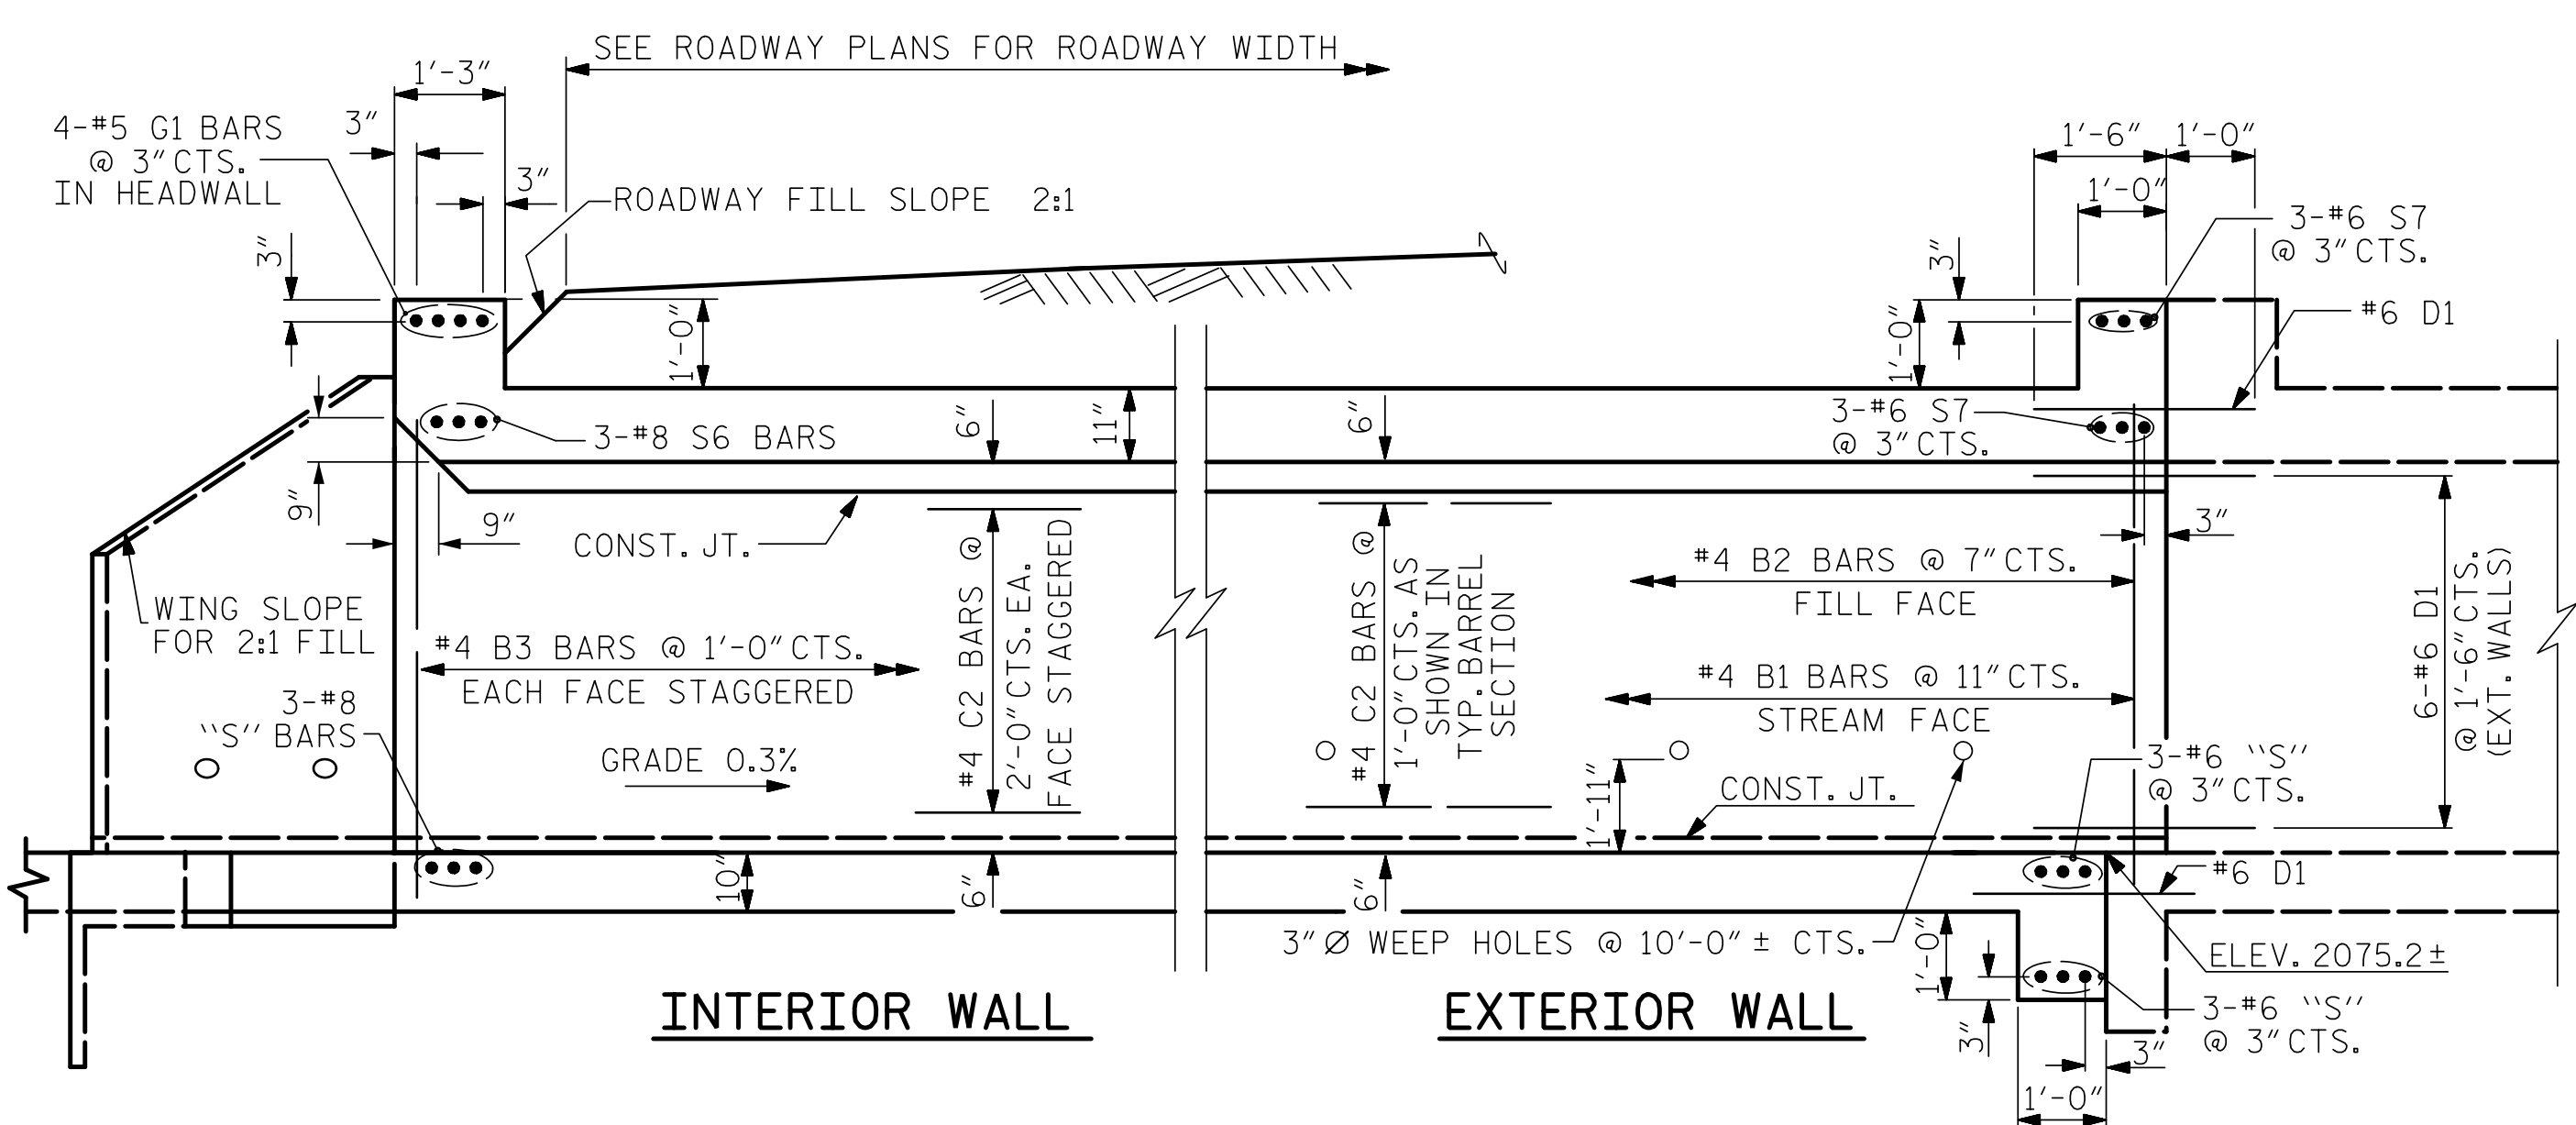 SEE ROADWAY PLANS FOR ROADWAY WIDTH
1'-3"
4-#5 G1 BARS
@ 3"CTS.
IN HEADWALL
3"
3"
3"
ROADWAY FILL SLOPE 2:1
1'-0"
3-#8 S6 BARS
6"
11"
9"
9"
CONST. JT.
WING SLOPE
FOR 2:1 FILL
#4 B3 BARS @ 1'-0"CTS.
EACH FACE STAGGERED
3-#8
"S" BARS
GRADE 0.3%
#4 C2 BARS @
2'-0"CTS. EA.
FACE STAGGERED
10"
6"
INTERIOR WALL
1'-6"
1'-0"
1'-0"
3-#6 S7
@ 3"CTS.
3"
1'-0"
#6 D1
3-#6 S7
@ 3"CTS.
6"
3"
#4 C2 BARS @
1'-0"CTS. AS
SHOWN IN
TYP. BARREL
SECTION
#4 B2 BARS @ 7"CTS.
FILL FACE
#4 B1 BARS @ 11"CTS.
STREAM FACE
6-#6 D1
@ 1'-6"CTS.
(EXT. WALLS)
3-#6 "S"
@ 3"CTS.
1'-11"
CONST. JT.
#6 D1
6"
3"Ø WEEP HOLES @ 10'-0"± CTS.
1'-0"
ELEV. 2075.2±
3-#6 "S"
@ 3"CTS.
3"
3"
1'-0"
EXTERIOR WALL